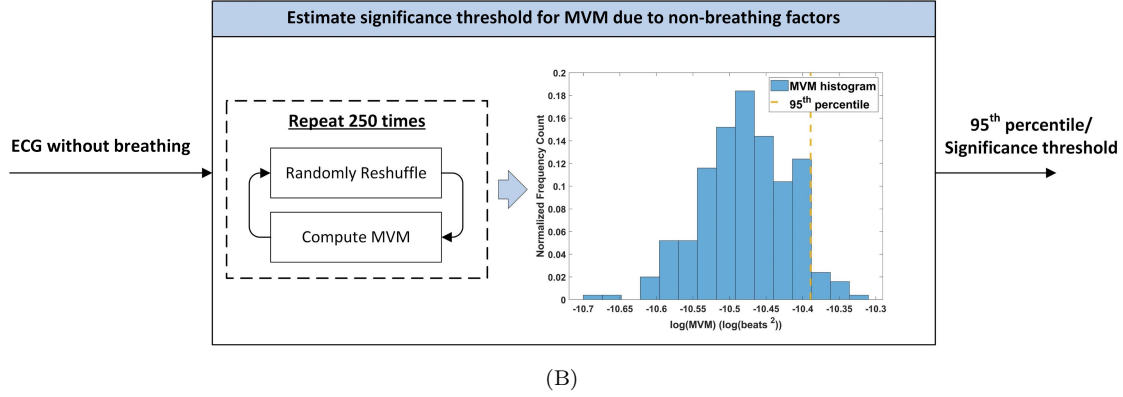 Estimate significance threshold for MVM due to non-breathing factors
ECG without breathing
Repeat 250 times
Randomly Reshuffle
Compute MVM
Normalized Frequency Count
0.2
0.18
0.16
0.14
0.12
0.1
0.08
0.06
0.04
0.02
0
MVM histogram
95th percentile
-10.7 -10.65 -10.6 -10.55 -10.5 -10.45 -10.4 -10.35 -10.3
log(MVM) (log(beats 2))
95th percentile/
Significance threshold
(B)